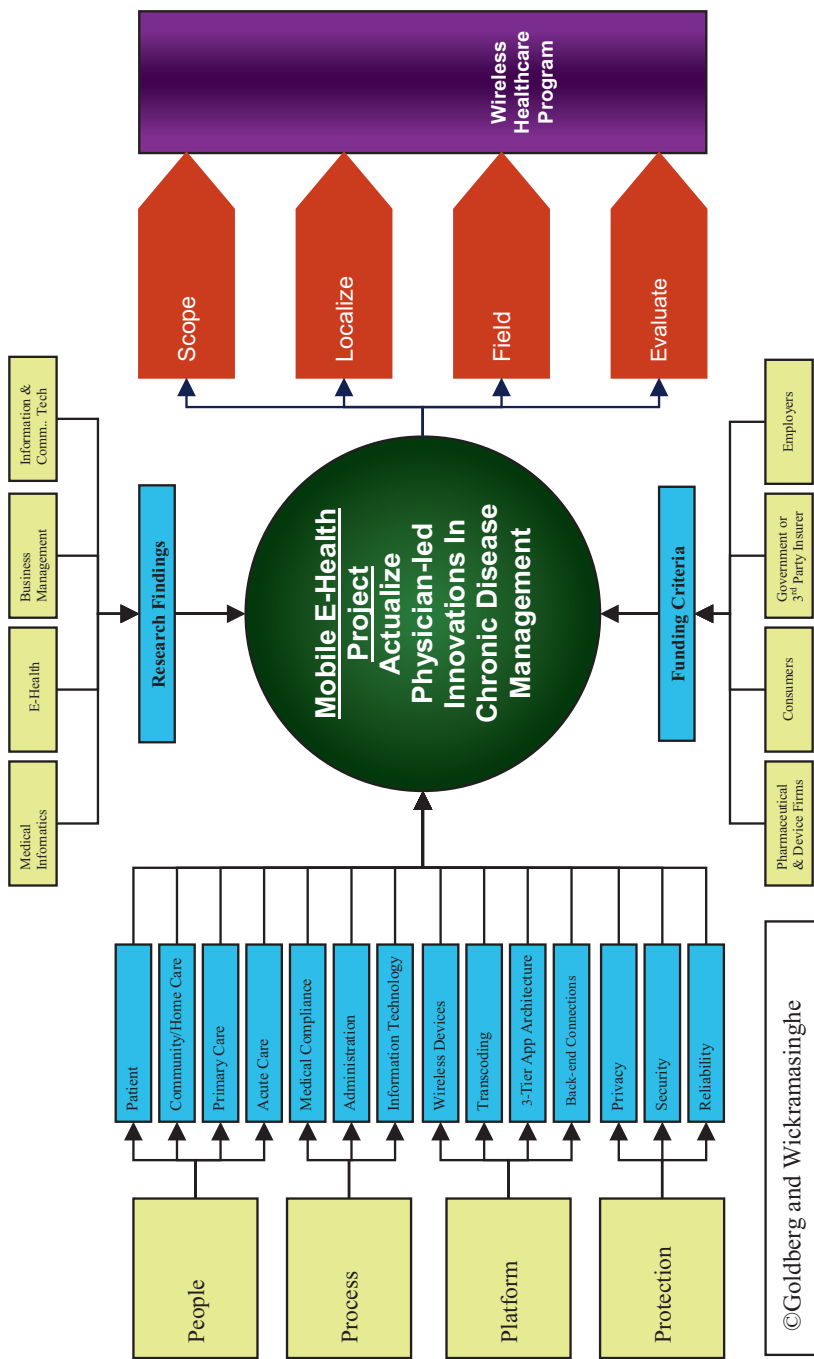 People
Process
Platform
Protection
Patient
Community/Home Care
Primary Care
Acute Care
Medical Compliance
Administration
Information Technology
Wireless Devices
Transcoding
3-Tier App Architecture
Back-end Connections
Privacy
Security
Reliability
Medical
Infomatics
E-Health
Business
Management
Information &
Comm.. Tech
Research Findings
Mobile E-Health
Project
Actualize
Physician-led
Innovations In
Chronic Disease
Management
Funding Criteria
Pharmaceutical
& Device Firms
Consumers
Government or
3rd Party Insurer
Employers
Scope
Localize
Field
Evaluate
Wireless
Healthcare
Program
©Goldberg and Wickramasinghe